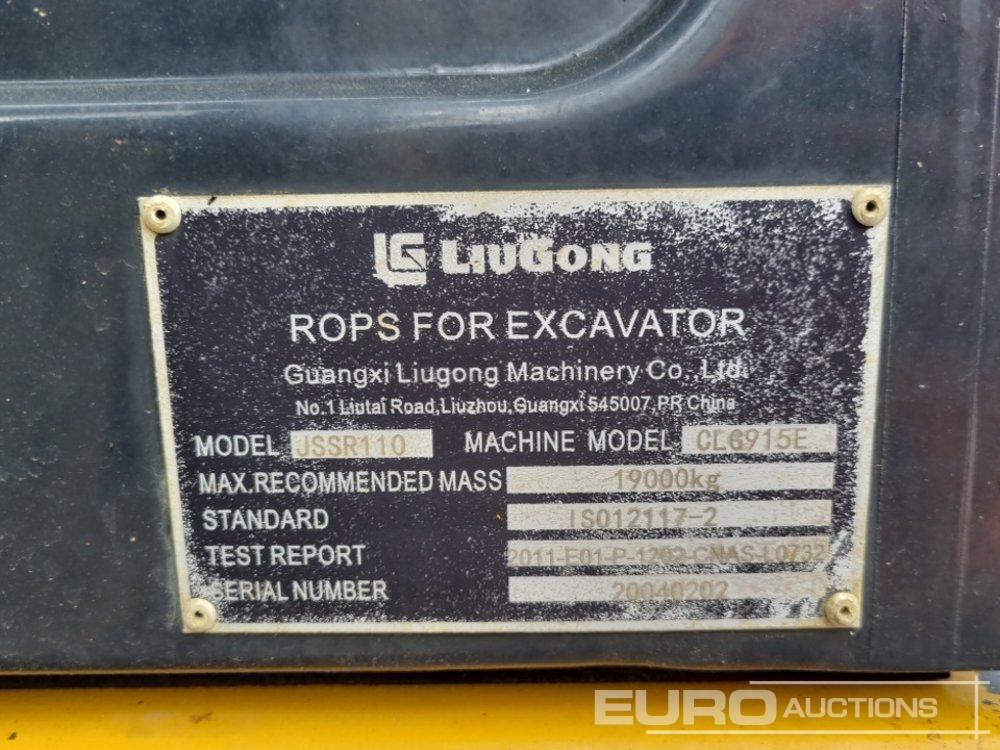 LG LIUGONG
ROPS FOR EXCAVATOR
Guangxi Liugong Machinery Co.,Ltd.
No.1 Liutai Road,Liuzhou,Guangxi 545007,PR China
MODEL JSSR110 MACHINE MODEL CLG915E
MAX.RECOMMENDED MASS 19000kg
STANDARD ISO12117-2
TEST REPORT 2011-E01-P-1202-CNAS-L0732
SERIAL NUMBER 20040202
EURO AUCTIONS